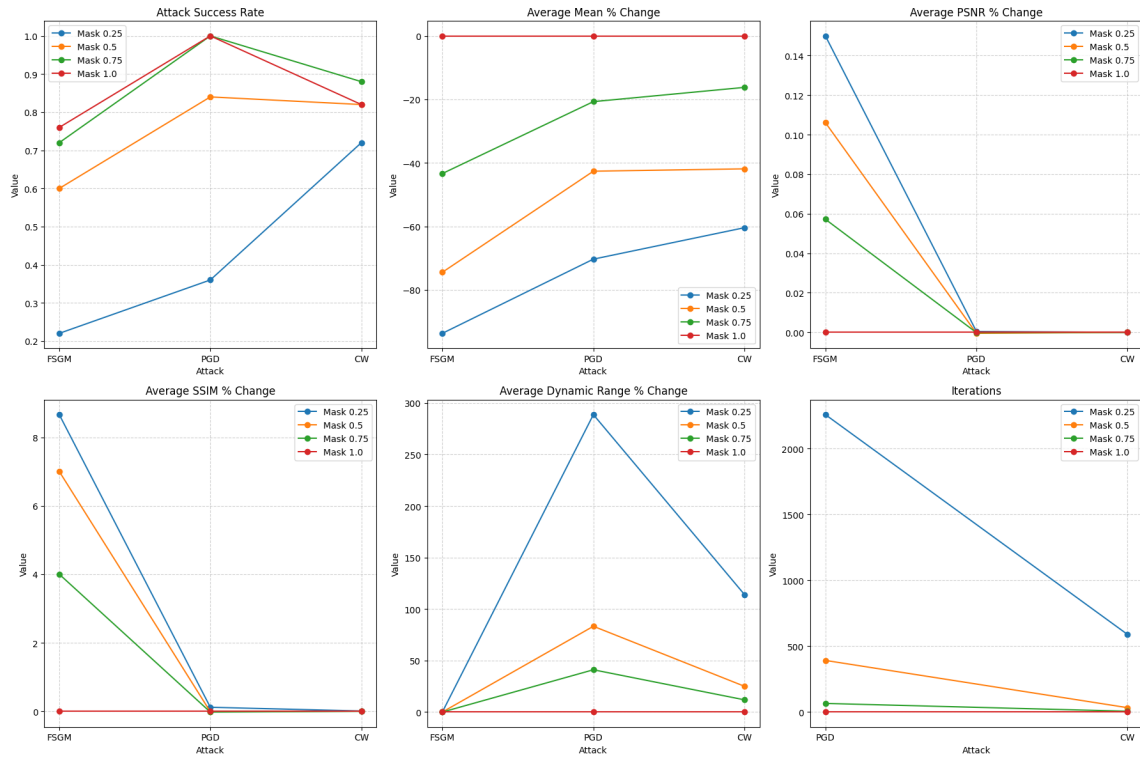 Attack Success Rate
1.0
0.9
0.8
0.7
0.6
0.5
0.4
0.3
0.2
Value
Mask 0.25
Mask 0.5
Mask 0.75
Mask 1.0
FSGM
PGD
CW
Attack
Average Mean % Change
0
−20
−40
−60
−80
Value
Mask 0.25
Mask 0.5
Mask 0.75
Mask 1.0
FSGM
PGD
CW
Attack
Average PSNR % Change
0.14
0.12
0.10
0.08
0.06
0.04
0.02
0.00
Value
Mask 0.25
Mask 0.5
Mask 0.75
Mask 1.0
FSGM
PGD
CW
Attack
Average SSIM % Change
8
6
4
2
0
Value
Mask 0.25
Mask 0.5
Mask 0.75
Mask 1.0
FSGM
PGD
CW
Attack
Average Dynamic Range % Change
300
250
200
150
100
50
0
Value
Mask 0.25
Mask 0.5
Mask 0.75
Mask 1.0
FSGM
PGD
CW
Attack
Iterations
2000
1500
1000
500
0
Value
Mask 0.25
Mask 0.5
Mask 0.75
Mask 1.0
PGD
CW
Attack